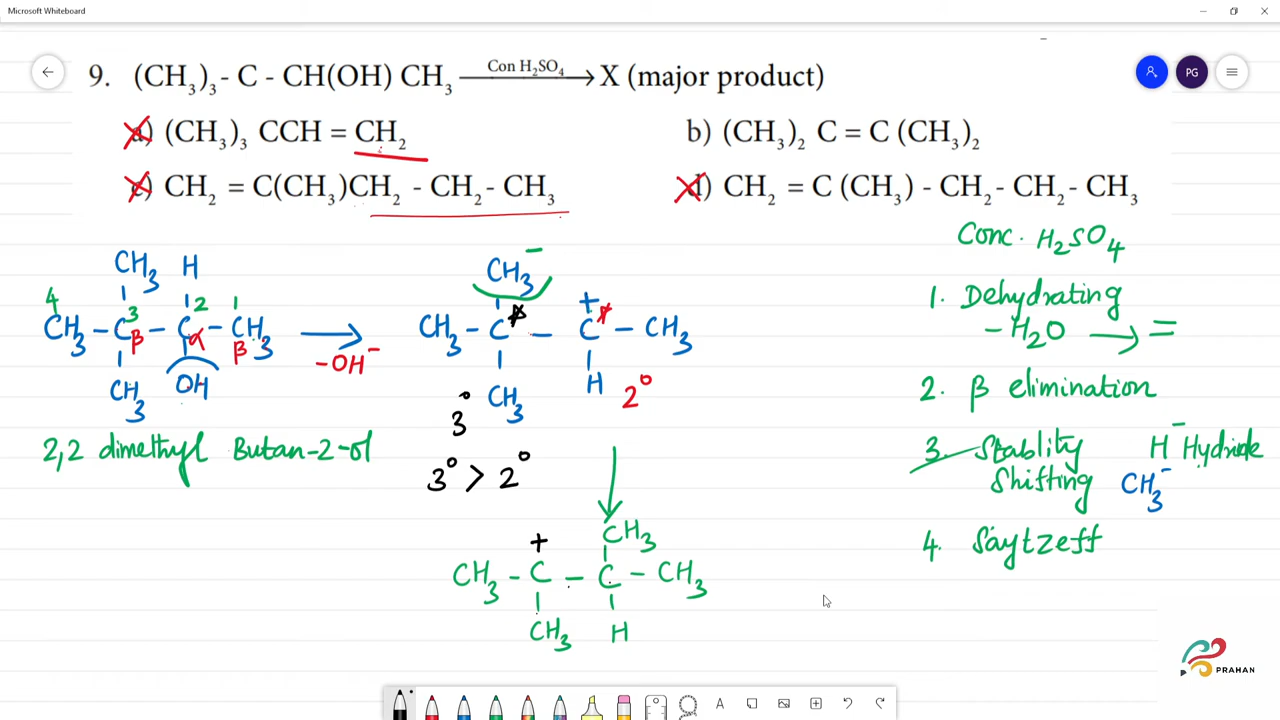 Microsoft Whiteboard
PG
9. (CH₃)₃- C - CH(OH) CH₃ Con H₂SO₄ → X (major product)
a) (CH₃)₃ CCH = CH₂ b) (CH₃)₂ C = C (CH₃)₂
c) CH₂ = C(CH₃)CH₂ - CH₂- CH₃ d) CH₂ = C (CH₃) - CH₂- CH₂- CH₃
Conc. H₂SO₄
1. Dehydrating
-H₂O → =
2. β elimination
3. Stablity H⁻ Hydride
Shifting CH₃⁻
4. Saytzeff
CH₃ H
4 3 2 1
CH₃ - C - C - CH₃
β α β
CH₃ OH
→ -OH⁻
2,2 dimethyl Butan-2-ol
CH₃⁻ +
CH₃ - C* - C* - CH₃
CH₃ H
3° 2°
3° > 2°
+ CH₃
CH₃ - C - C - CH₃
CH₃ H
PRAHAN